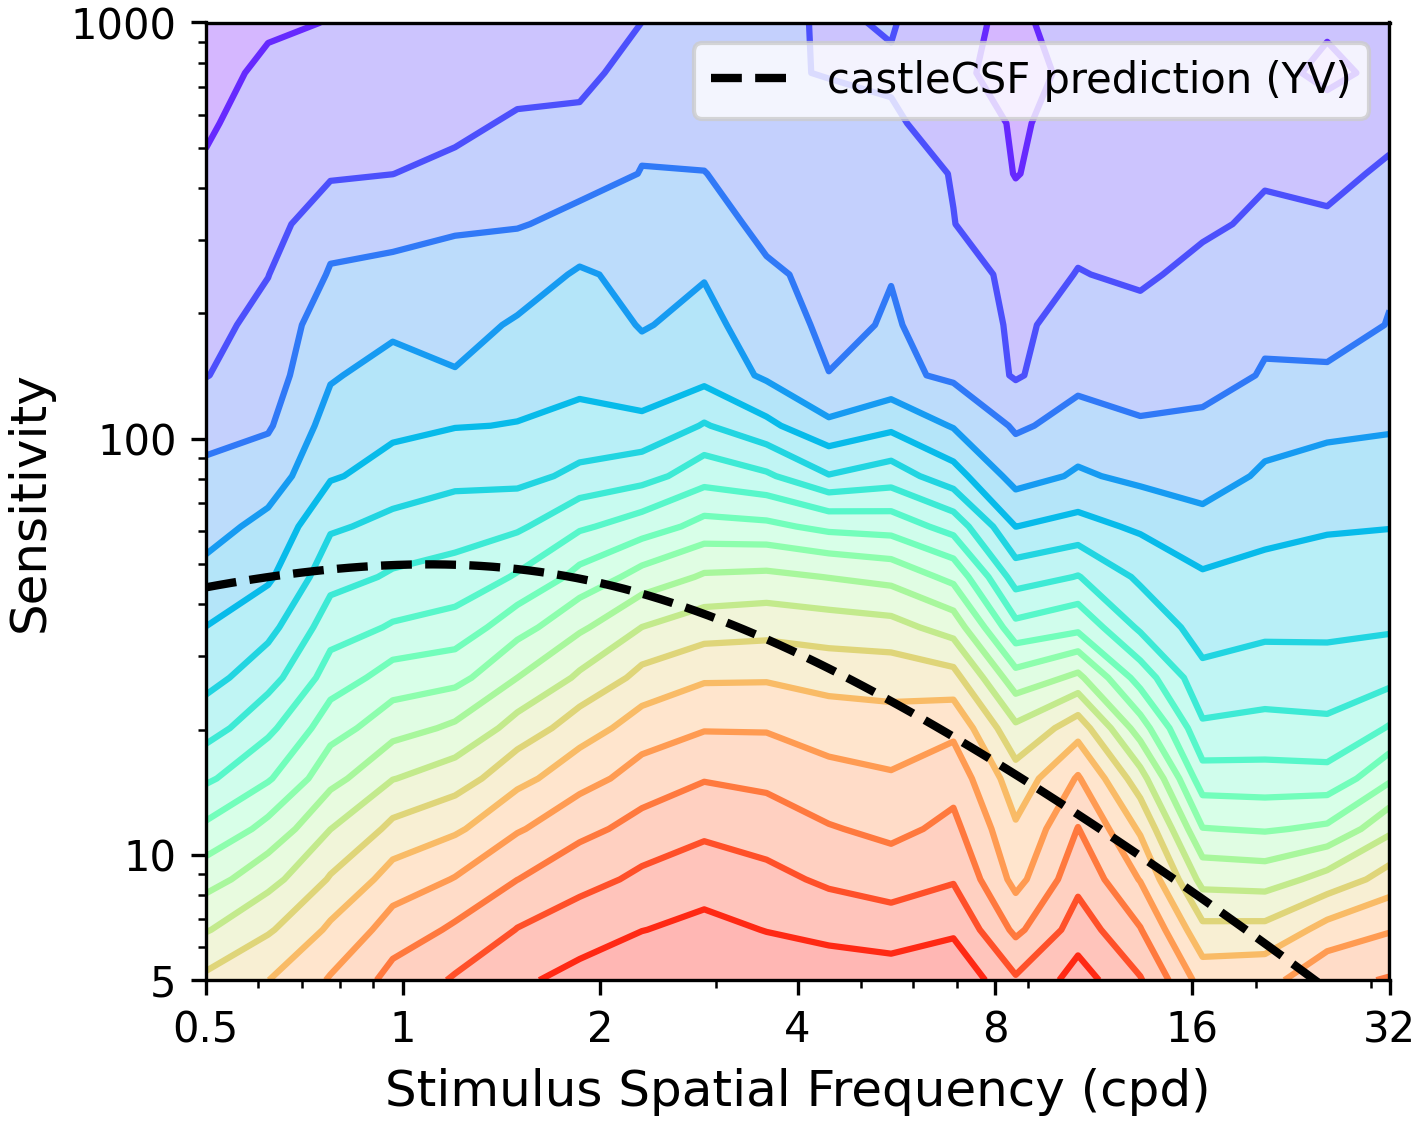 1000
castleCSF prediction (YV)
100
Sensitivity
10
5
0.5 1 2 4 8 16 32
Stimulus Spatial Frequency (cpd)